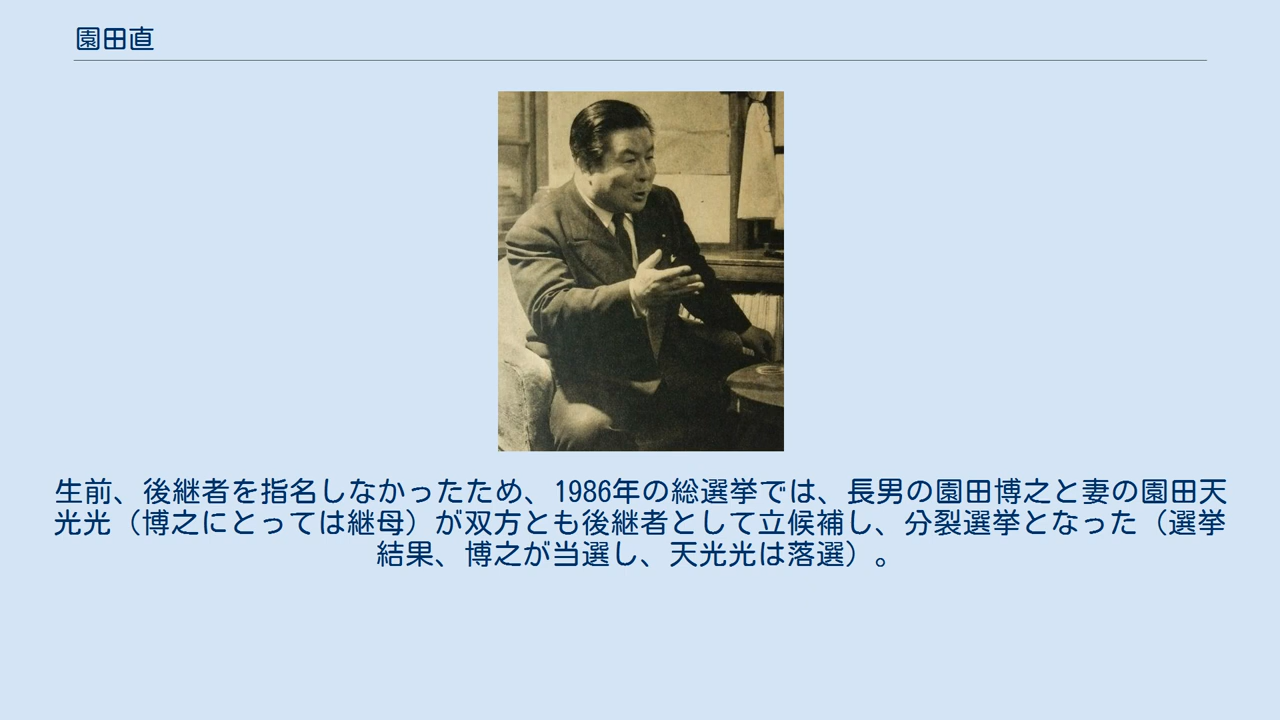 園田直
生前、後継者を指名しなかったため、1986年の総選挙では、長男の園田博之と妻の園田天
光光（博之にとっては継母）が双方とも後継者として立候補し、分裂選挙となった（選挙
結果、博之が当選し、天光光は落選）。